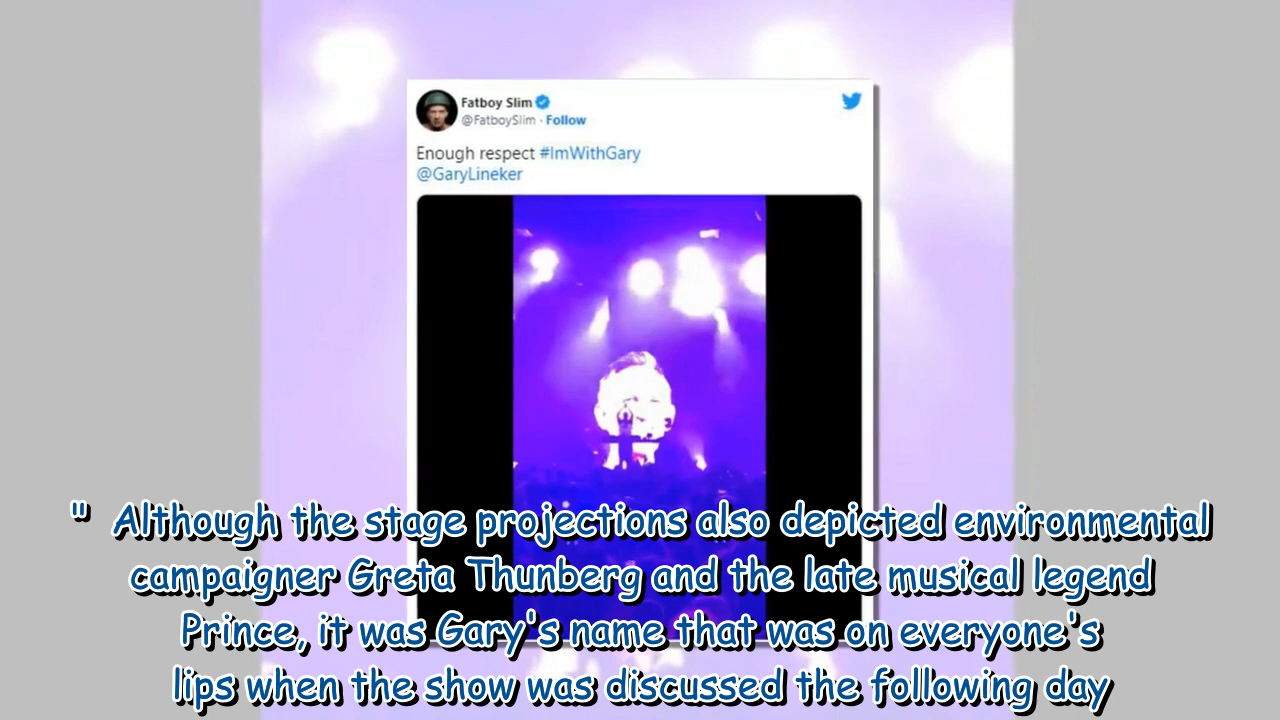 Fatboy Slim
@FatboySlim · Follow
Enough respect #ImWithGary
@GaryLineker
" Although the stage projections also depicted environmental
campaigner Greta Thunberg and the late musical legend
Prince, it was Gary's name that was on everyone's
lips when the show was discussed the following day